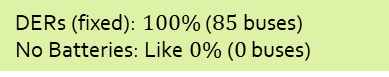 DERs (fixed): 100% (85 buses)
No Batteries: Like 0% (0 buses)